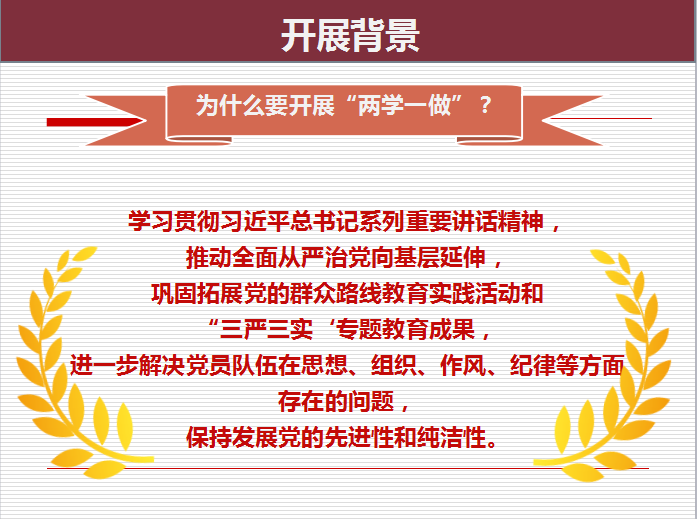 开展背景
为什么要开展“两学一做”？
学习贯彻习近平总书记系列重要讲话精神，
推动全面从严治党向基层延伸，
巩固拓展党的群众路线教育实践活动和
“三严三实‘专题教育成果，
进一步解决党员队伍在思想、组织、作风、纪律等方面
存在的问题，
保持发展党的先进性和纯洁性。